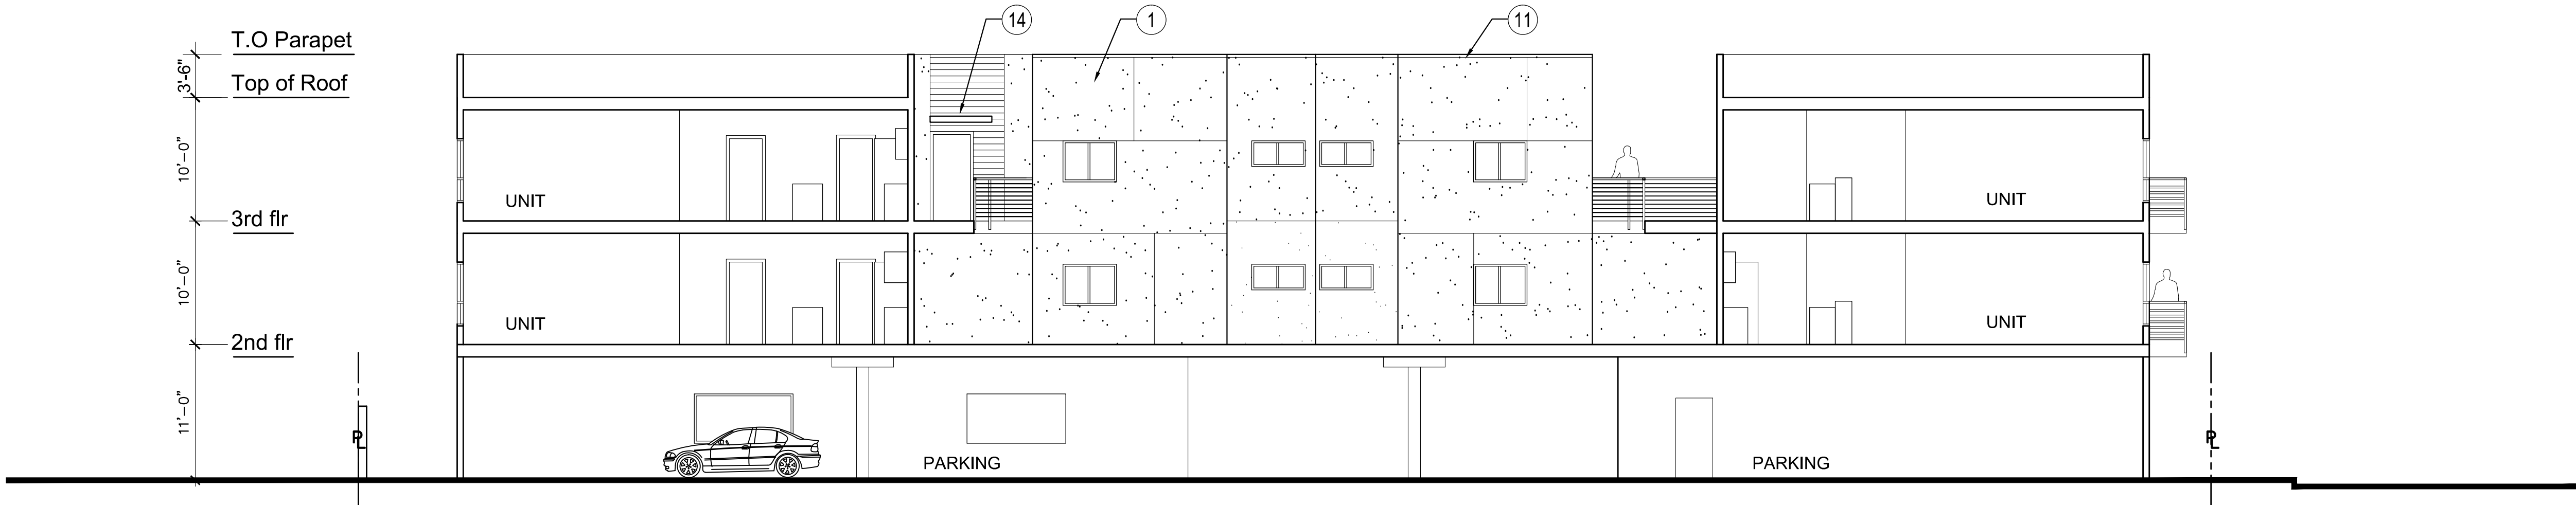 14
1
11
T.O Parapet
3'-6"
Top of Roof
10'-0"
UNIT
UNIT
3rd flr
10'-0"
UNIT
UNIT
2nd flr
11'-0"
PL
PL
PARKING
PARKING